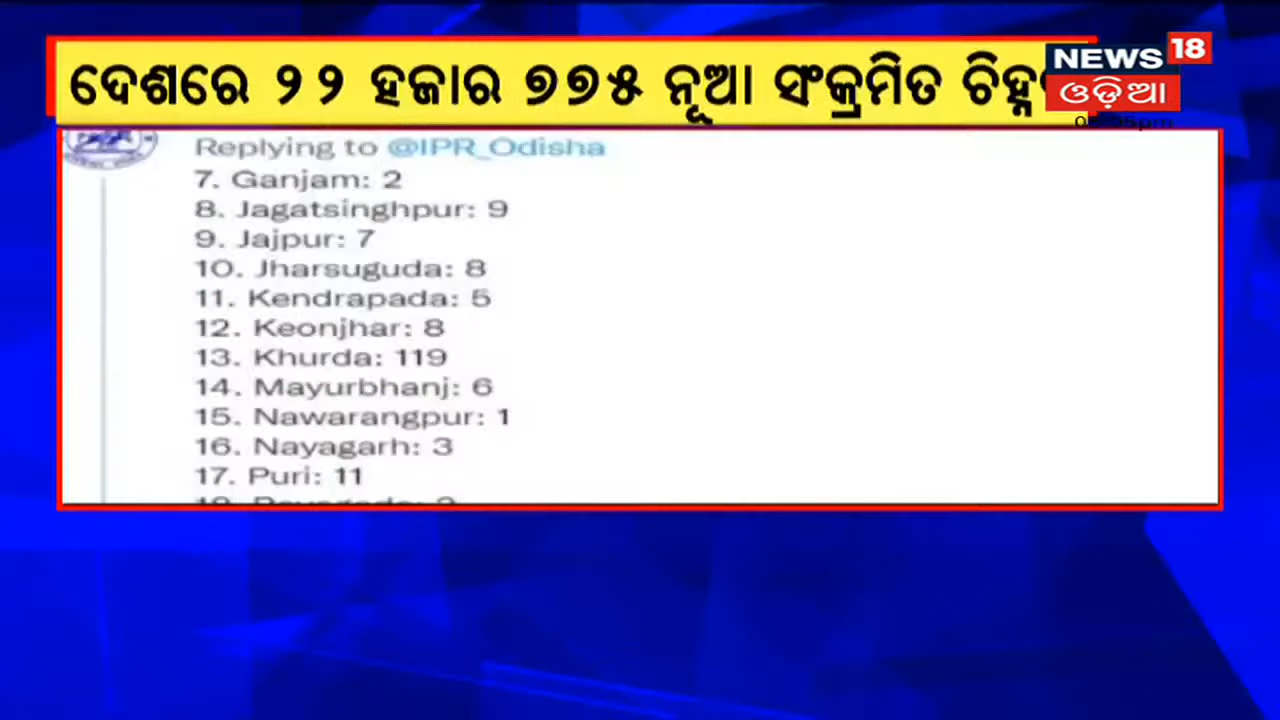 ଦେଶରେ ୨୨ ହଜାର ୭୭୫ ନୂଆ ସଂକ୍ରମିତ
NEWS 18
ଓଡ଼ିଆ
Replying to @IPR_Odisha
7. Ganjam: 2
8. Jagatsinghpur: 9
9. Jajpur: 7
10. Jharsuguda: 8
11. Kendrapada: 5
12. Keonjhar: 8
13. Khurda: 119
14. Mayurbhanj: 6
15. Nawarangpur: 1
16. Nayagarh: 3
17. Puri: 11